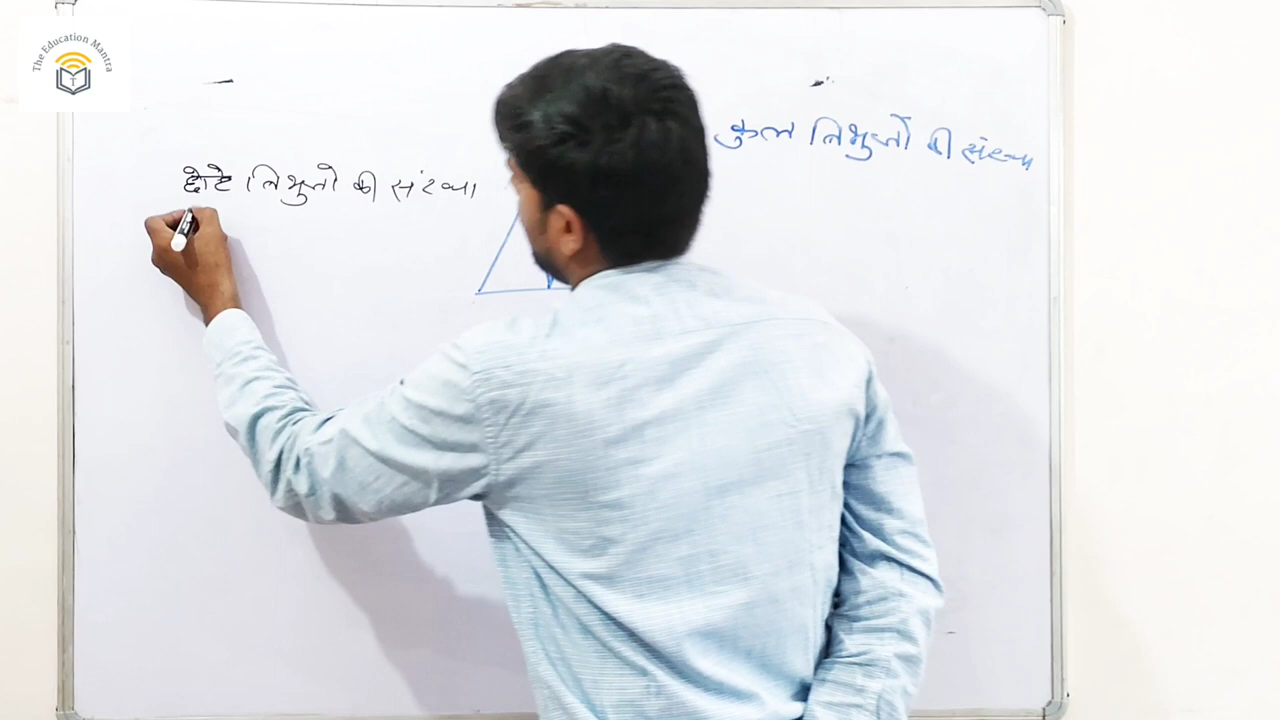 The Education Mantra
T
कुल त्रिभुजों की संख्या
छोटे त्रिभुजो की संख्या